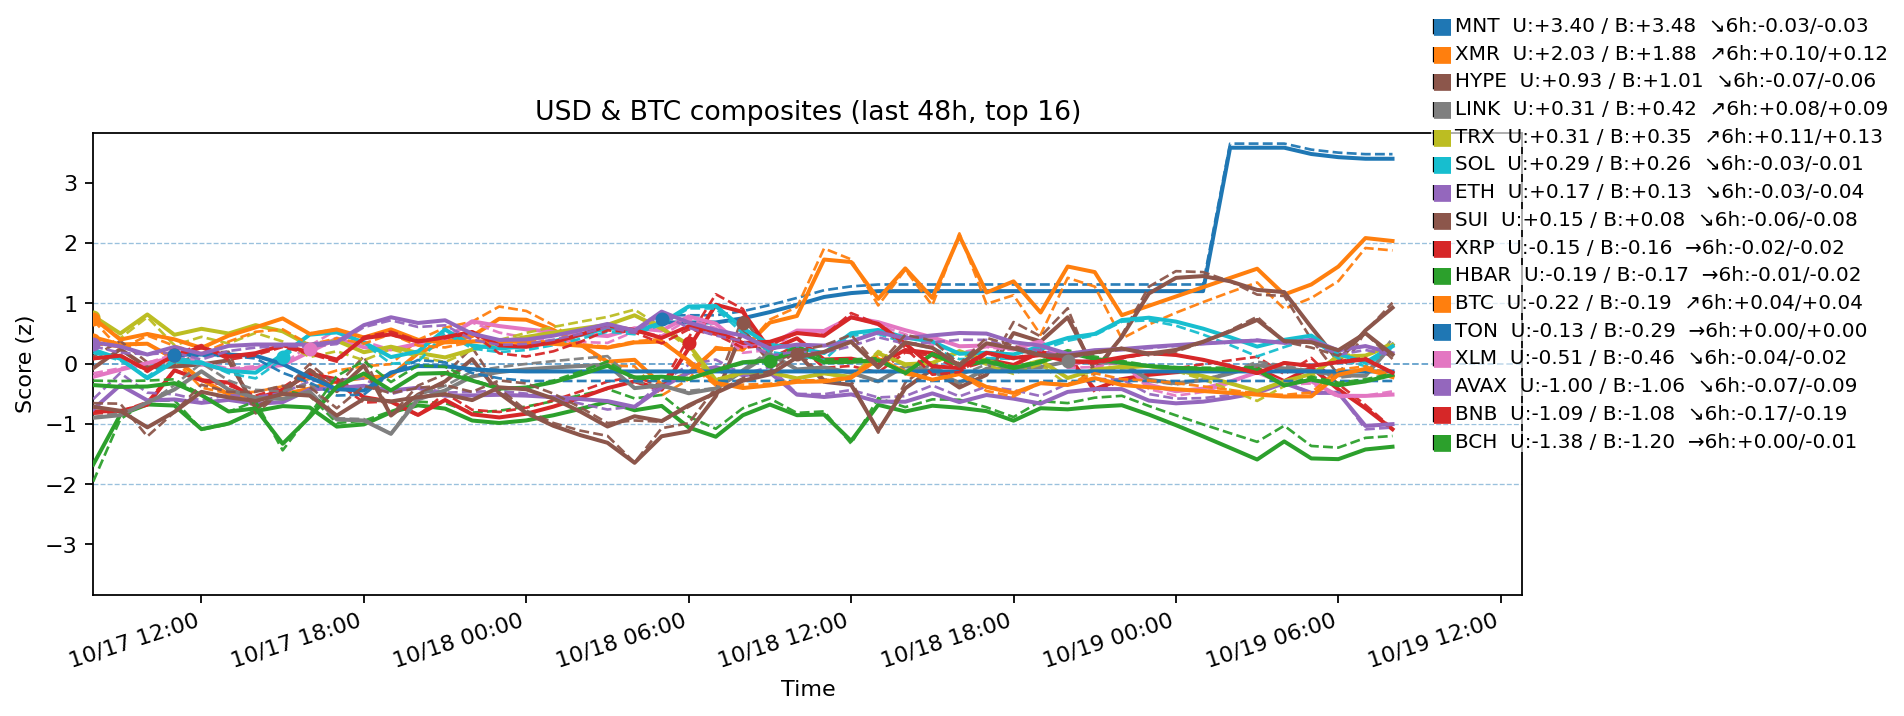 MNT U:+3.40 / B:+3.48 ↘6h:-0.03/-0.03
XMR U:+2.03 / B:+1.88 ↗6h:+0.10/+0.12
HYPE U:+0.93 / B:+1.01 ↘6h:-0.07/-0.06
LINK U:+0.31 / B:+0.42 ↗6h:+0.08/+0.09
TRX U:+0.31 / B:+0.35 ↗6h:+0.11/+0.13
SOL U:+0.29 / B:+0.26 ↘6h:-0.03/-0.01
ETH U:+0.17 / B:+0.13 ↘6h:-0.03/-0.04
SUI U:+0.15 / B:+0.08 ↘6h:-0.06/-0.08
XRP U:-0.15 / B:-0.16 →6h:-0.02/-0.02
HBAR U:-0.19 / B:-0.17 →6h:-0.01/-0.02
BTC U:-0.22 / B:-0.19 ↗6h:+0.04/+0.04
TON U:-0.13 / B:-0.29 →6h:+0.00/+0.00
XLM U:-0.51 / B:-0.46 ↘6h:-0.04/-0.02
AVAX U:-1.00 / B:-1.06 ↘6h:-0.07/-0.09
BNB U:-1.09 / B:-1.08 ↘6h:-0.17/-0.19
BCH U:-1.38 / B:-1.20 →6h:+0.00/-0.01
USD & BTC composites (last 48h, top 16)
Score (z)
3
2
1
0
−1
−2
−3
10/17 12:00
10/17 18:00
10/18 00:00
10/18 06:00
10/18 12:00
10/18 18:00
10/19 00:00
10/19 06:00
10/19 12:00
Time